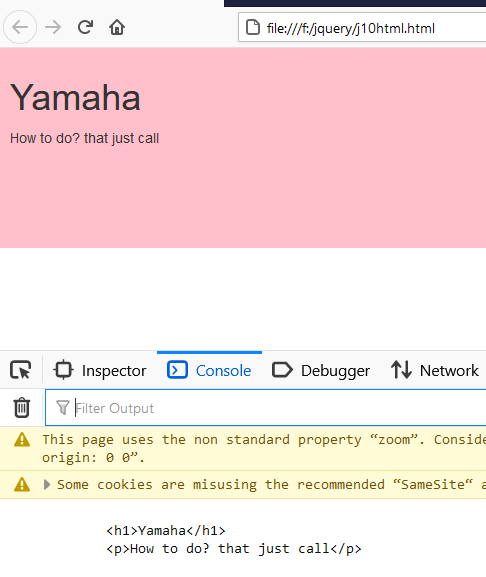 file:///f:/jquery/j10html.html
Yamaha
How to do? that just call
Inspector Console Debugger Network
Filter Output
This page uses the non standard property “zoom”. Conside
origin: 0 0”.
Some cookies are misusing the recommended “SameSite“ a
<h1>Yamaha</h1>
<p>How to do? that just call</p>